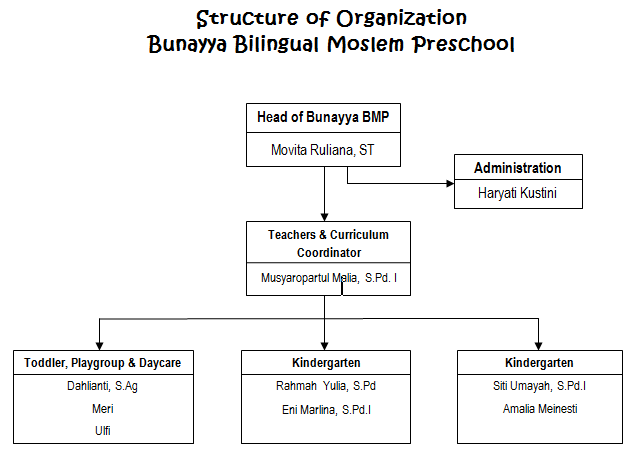 Structure of Organization
Bunayya Bilingual Moslem Preschool
Head of Bunayya BMP
Movita Ruliana, ST
Administration
Haryati Kustini
Teachers & Curriculum
Coordinator
Musyaropartul Malia, S.Pd. I
Toddler, Playgroup & Daycare
Dahlianti, S.Ag
Meri
Ulfi
Kindergarten
Rahmah Yulia, S.Pd
Eni Marlina, S.Pd.I
Kindergarten
Siti Umayah, S.Pd.I
Amalia Meinesti